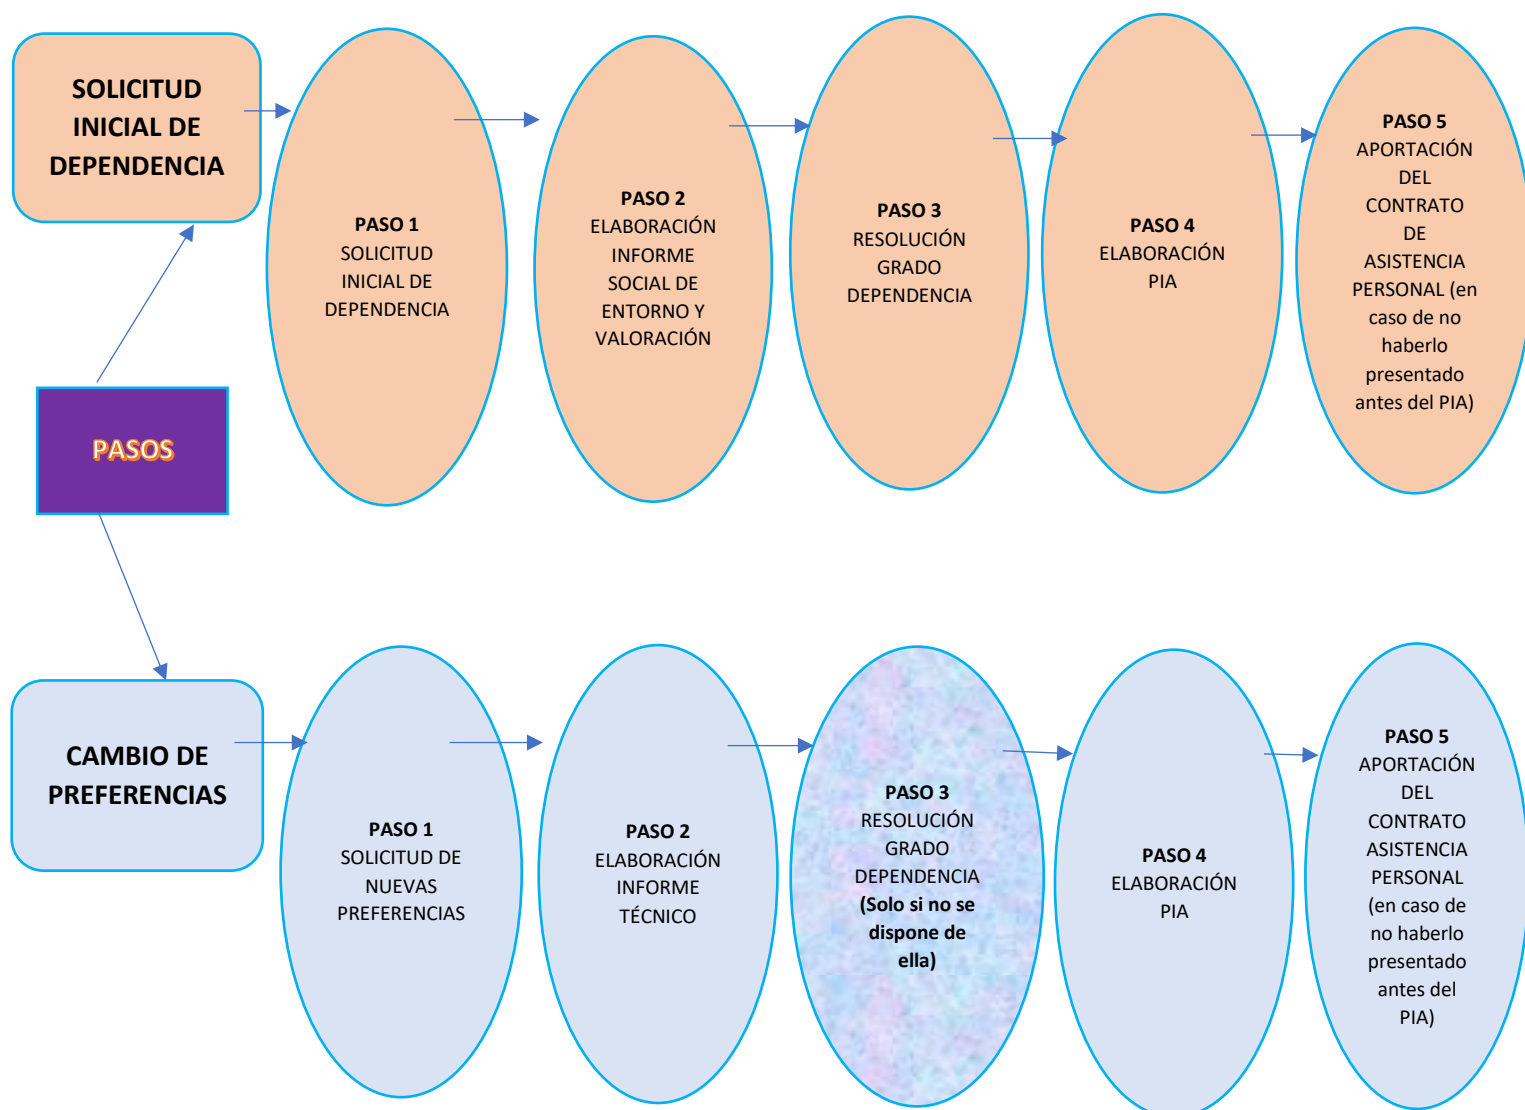 SOLICITUD
INICIAL DE
DEPENDENCIA
PASO 1
SOLICITUD
INICIAL DE
DEPENDENCIA
PASO 2
ELABORACIÓN
INFORME
SOCIAL DE
ENTORNO Y
VALORACIÓN
PASO 3
RESOLUCIÓN
GRADO
DEPENDENCIA
PASO 4
ELABORACIÓN
PIA
PASO 5
APORTACIÓN
DEL
CONTRATO
DE
ASISTENCIA
PERSONAL (en
caso de no
haberlo
presentado
antes del PIA)
PASOS
CAMBIO DE
PREFERENCIAS
PASO 1
SOLICITUD DE
NUEVAS
PREFERENCIAS
PASO 2
ELABORACIÓN
INFORME
TÉCNICO
PASO 3
RESOLUCIÓN
GRADO
DEPENDENCIA
(Solo si no se
dispone de
ella)
PASO 4
ELABORACIÓN
PIA
PASO 5
APORTACIÓN
DEL
CONTRATO
ASISTENCIA
PERSONAL
(en caso de
no haberlo
presentado
antes del
PIA)